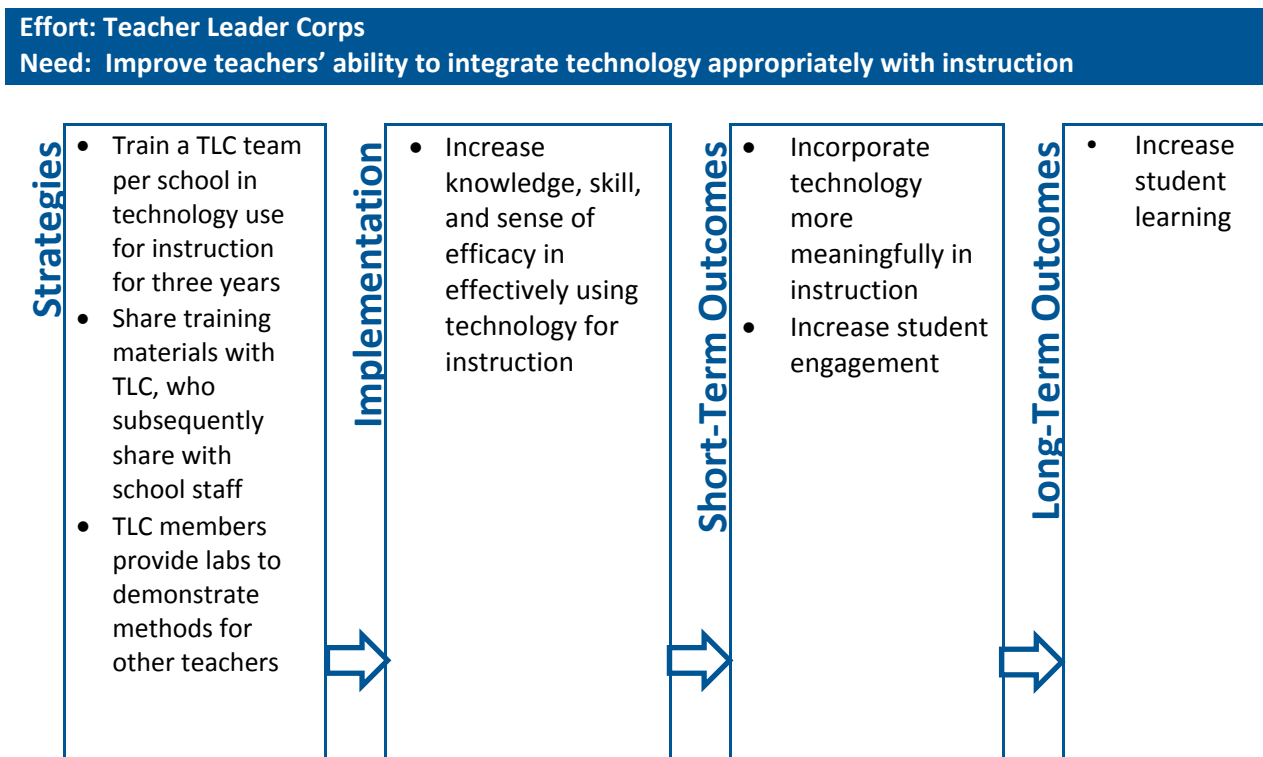 Effort: Teacher Leader Corps
Need: Improve teachers’ ability to integrate technology appropriately with instruction
Strategies
• Train a TLC team
per school in
technology use
for instruction
for three years
• Share training
materials with
TLC, who
subsequently
share with
school staff
• TLC members
provide labs to
demonstrate
methods for
other teachers
Implementation
• Increase
knowledge, skill,
and sense of
efficacy in
effectively using
technology for
instruction
Short-Term Outcomes
• Incorporate
technology
more
meaningfully in
instruction
• Increase student
engagement
Long-Term Outcomes
• Increase
student
learning